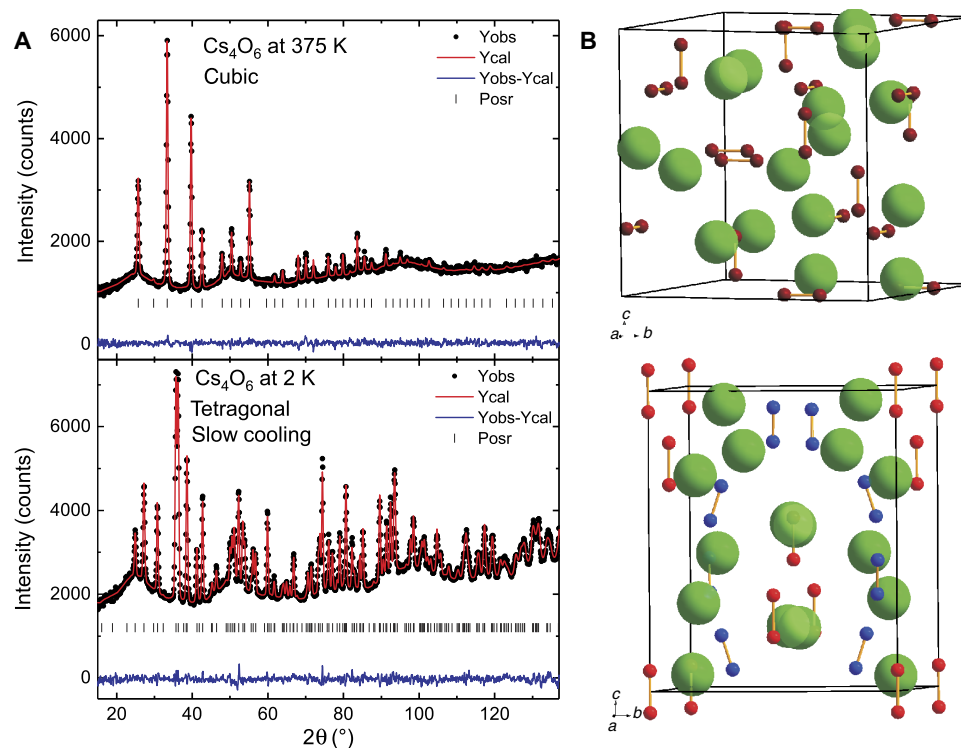 A
B
Cs₄O₆ at 375 K
Cubic
Yobs
Ycal
Yobs-Ycal
Posr
Intensity (counts)
6000
4000
2000
0
c
a
b
Cs₄O₆ at 2 K
Tetragonal
Slow cooling
Yobs
Ycal
Yobs-Ycal
Posr
Intensity (counts)
6000
4000
2000
0
20 40 60 80 100 120
2θ (°)
c
a
b